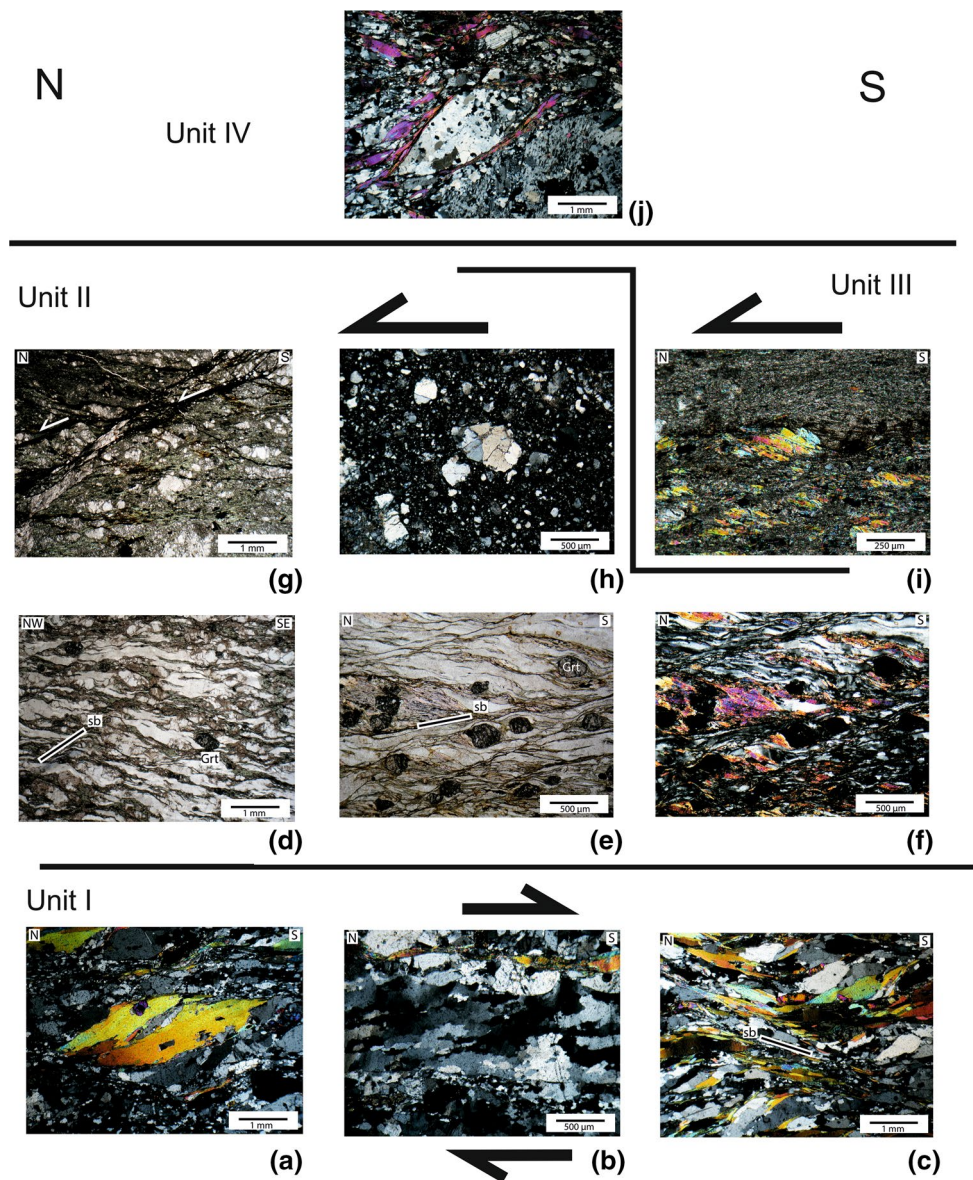 N
S
Unit IV
1 mm
(j)
Unit II
Unit III
N
S
1 mm
(g)
500 µm
(h)
N
S
250 µm
(i)
NW
SE
sb
Grt
1 mm
(d)
N
S
Grt
sb
500 µm
(e)
N
S
500 µm
(f)
Unit I
N
S
1 mm
(a)
N
S
500 µm
(b)
N
S
sb
1 mm
(c)